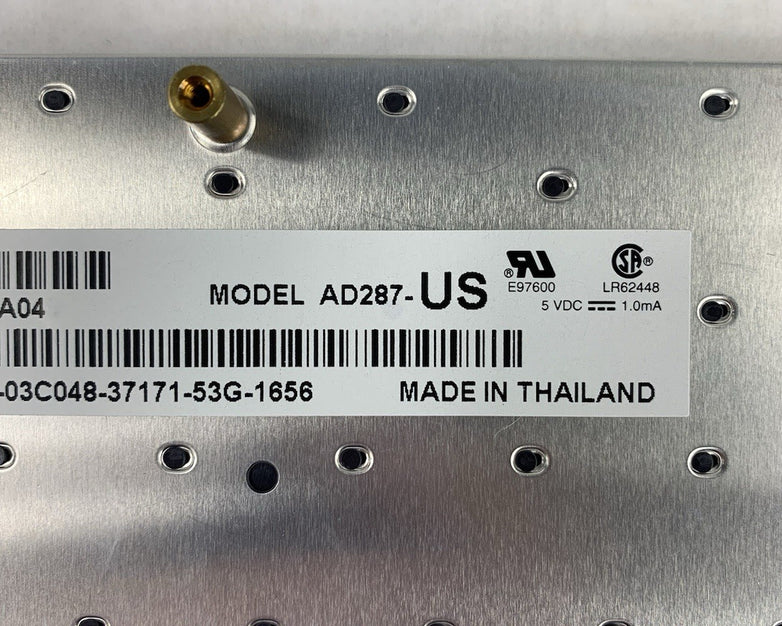 A04
MODEL AD287-US
E97600
LR62448
5 VDC 1.0mA
-03C048-37171-53G-1656
MADE IN THAILAND